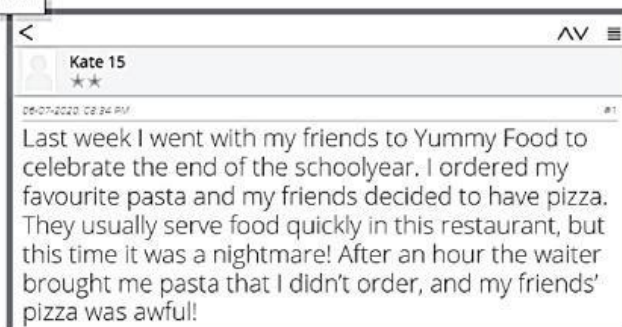 Kate 15
06-07-2020, 08:34 PM #1
Last week I went with my friends to Yummy Food to
celebrate the end of the schoolyear. I ordered my
favourite pasta and my friends decided to have pizza.
They usually serve food quickly in this restaurant, but
this time it was a nightmare! After an hour the waiter
brought me pasta that I didn’t order, and my friends’
pizza was awful!